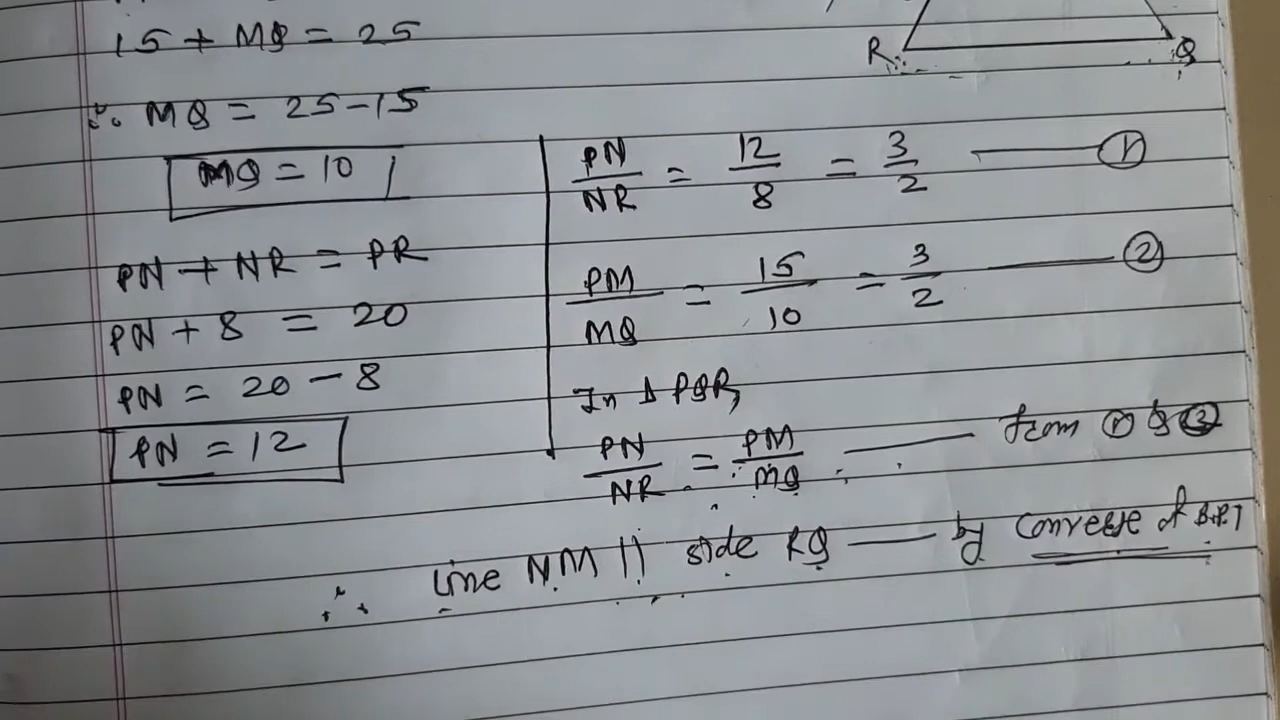 15 + MQ = 25
∴ MQ = 25 - 15
MQ = 10
PN + NR = PR
PN + 8 = 20
PN = 20 - 8
PN = 12
R Q
PN/NR = 12/8 = 3/2 — ①
PM/MQ = 15/10 = 3/2 — ②
In Δ PQR,
PN/NR = PM/MQ — from ① & ②
∴ Line NM || side RQ — by converse of B.P.T